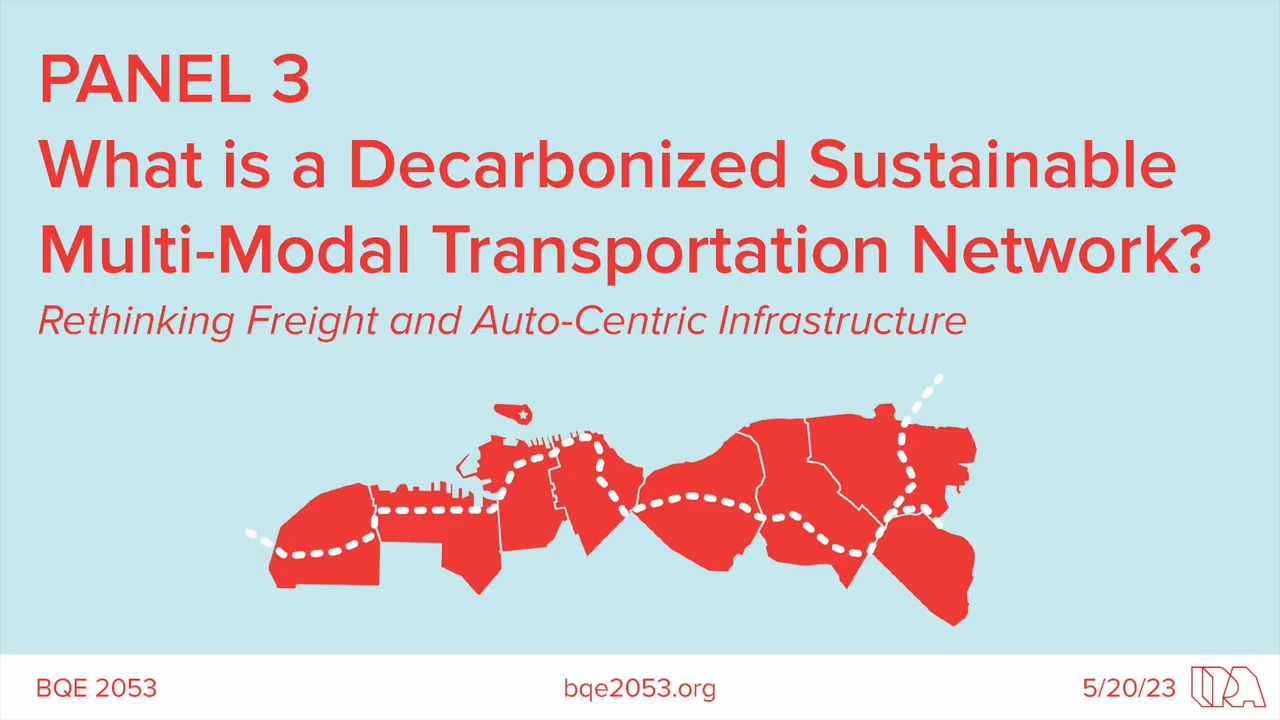 PANEL 3
What is a Decarbonized Sustainable
Multi-Modal Transportation Network?
Rethinking Freight and Auto-Centric Infrastructure
BQE 2053
bqe2053.org
5/20/23